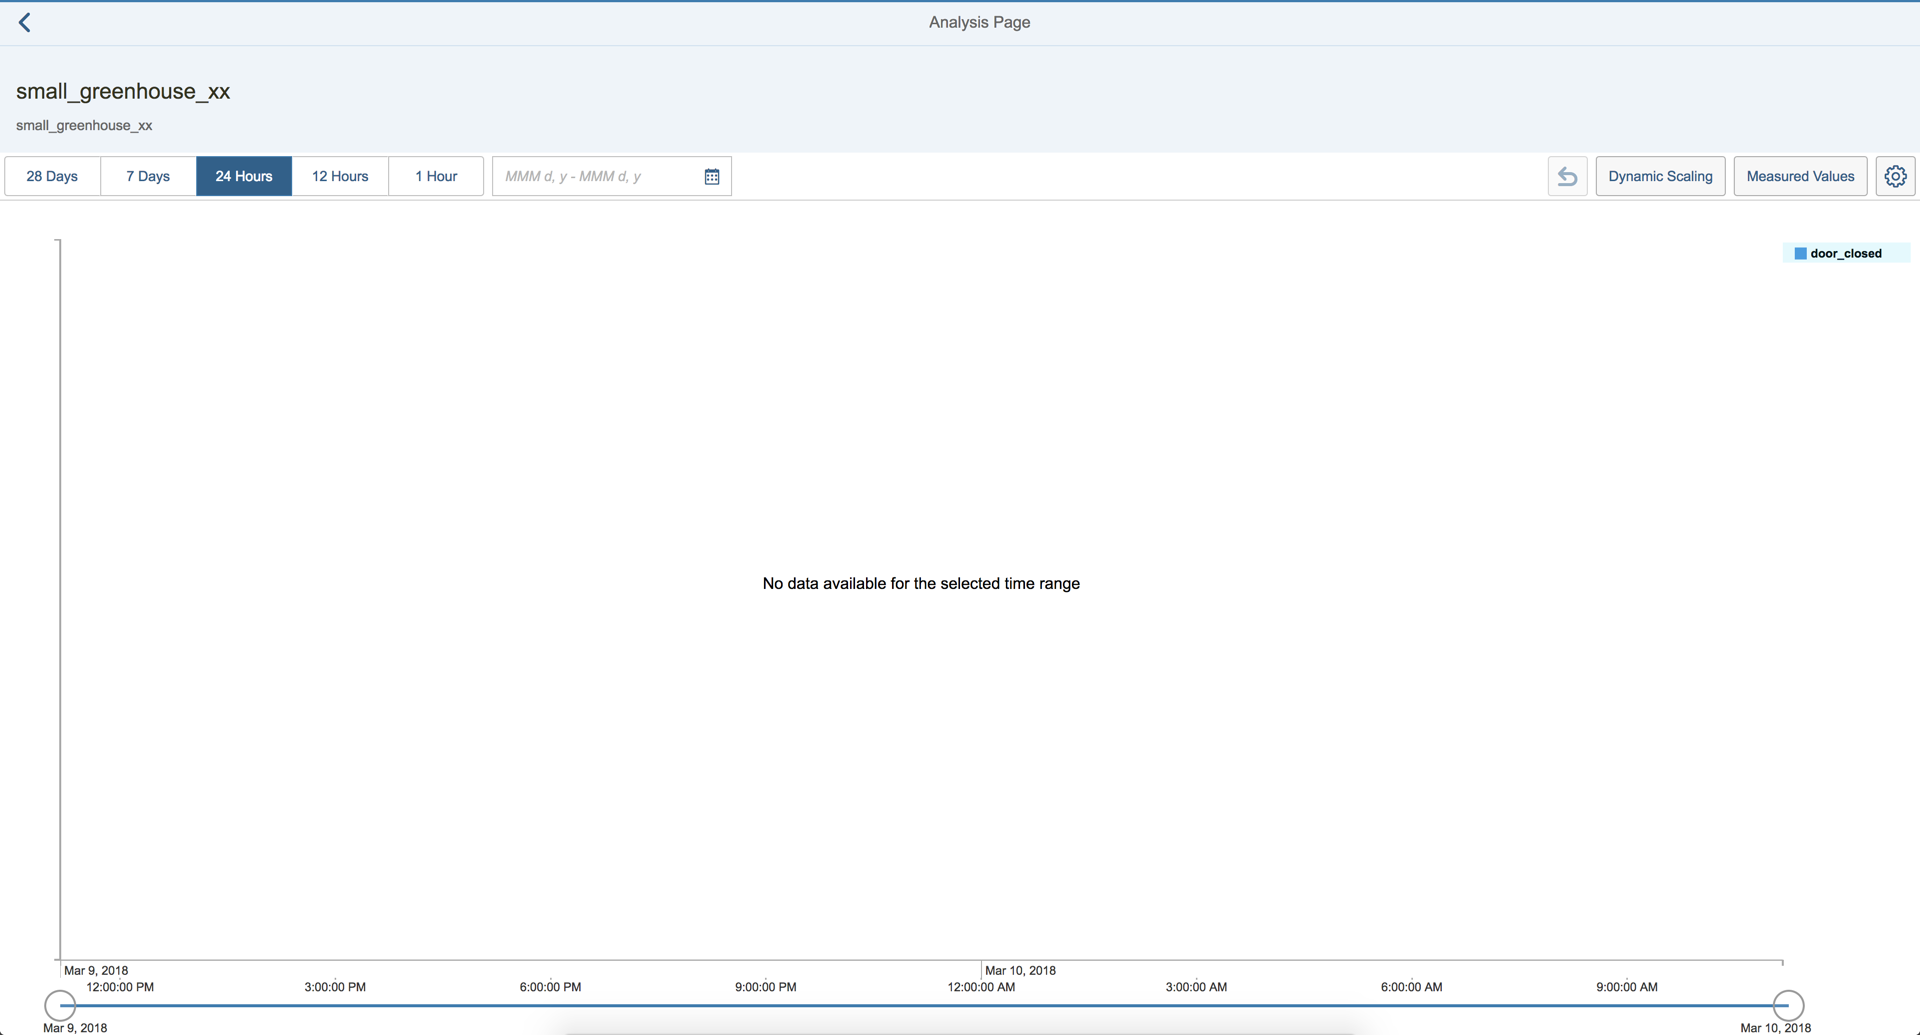 Analysis Page
small_greenhouse_xx
small_greenhouse_xx
28 Days 7 Days 24 Hours 12 Hours 1 Hour MMM d, y - MMM d, y Dynamic Scaling Measured Values
door_closed
No data available for the selected time range
Mar 9, 2018 Mar 10, 2018
12:00:00 PM 3:00:00 PM 6:00:00 PM 9:00:00 PM 12:00:00 AM 3:00:00 AM 6:00:00 AM 9:00:00 AM
Mar 9, 2018 Mar 10, 2018